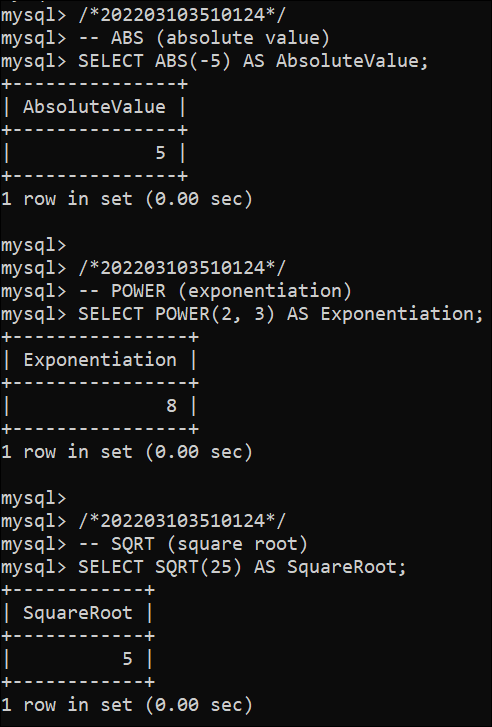 mysql> /*202203103510124*/
mysql> -- ABS (absolute value)
mysql> SELECT ABS(-5) AS AbsoluteValue;
+---------------+
| AbsoluteValue |
+---------------+
|             5 |
+---------------+
1 row in set (0.00 sec)

mysql>
mysql> /*202203103510124*/
mysql> -- POWER (exponentiation)
mysql> SELECT POWER(2, 3) AS Exponentiation;
+----------------+
| Exponentiation |
+----------------+
|              8 |
+----------------+
1 row in set (0.00 sec)

mysql>
mysql> /*202203103510124*/
mysql> -- SQRT (square root)
mysql> SELECT SQRT(25) AS SquareRoot;
+------------+
| SquareRoot |
+------------+
|          5 |
+------------+
1 row in set (0.00 sec)